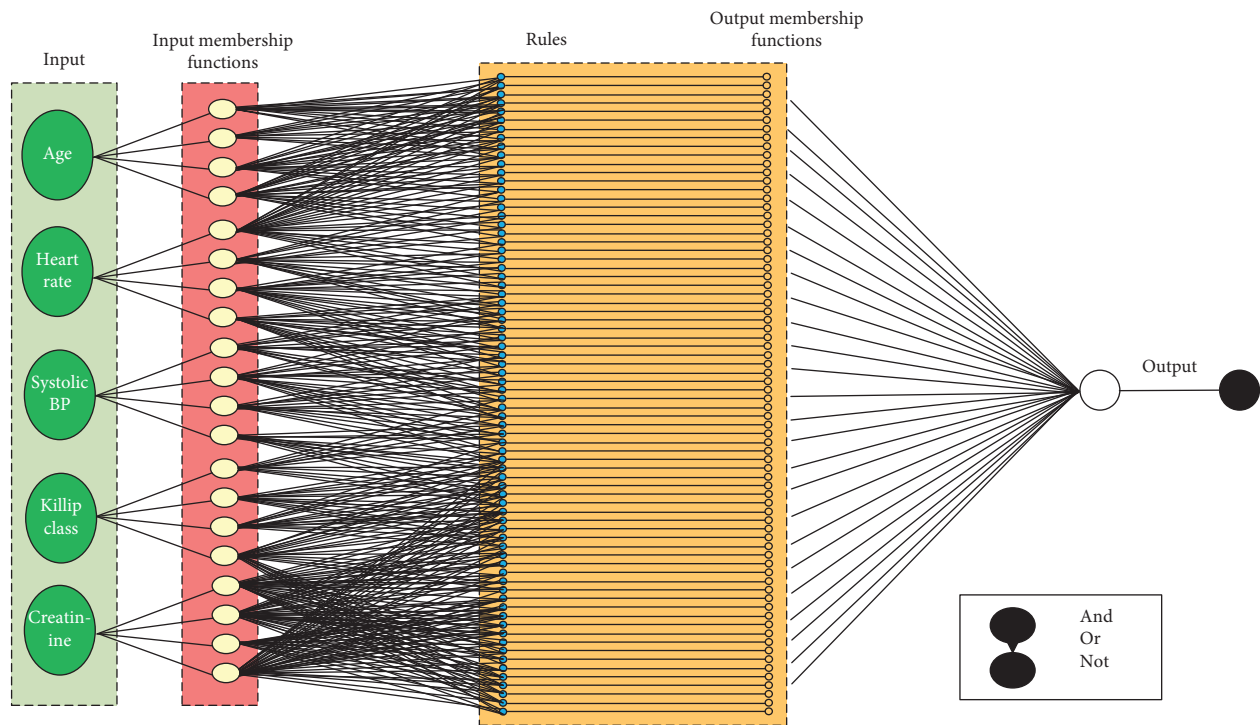 Input
Input membership
functions
Rules
Output membership
functions
Age
Heart
rate
Systolic
BP
Killip
class
Creatin-
ine
Output
And
Or
Not